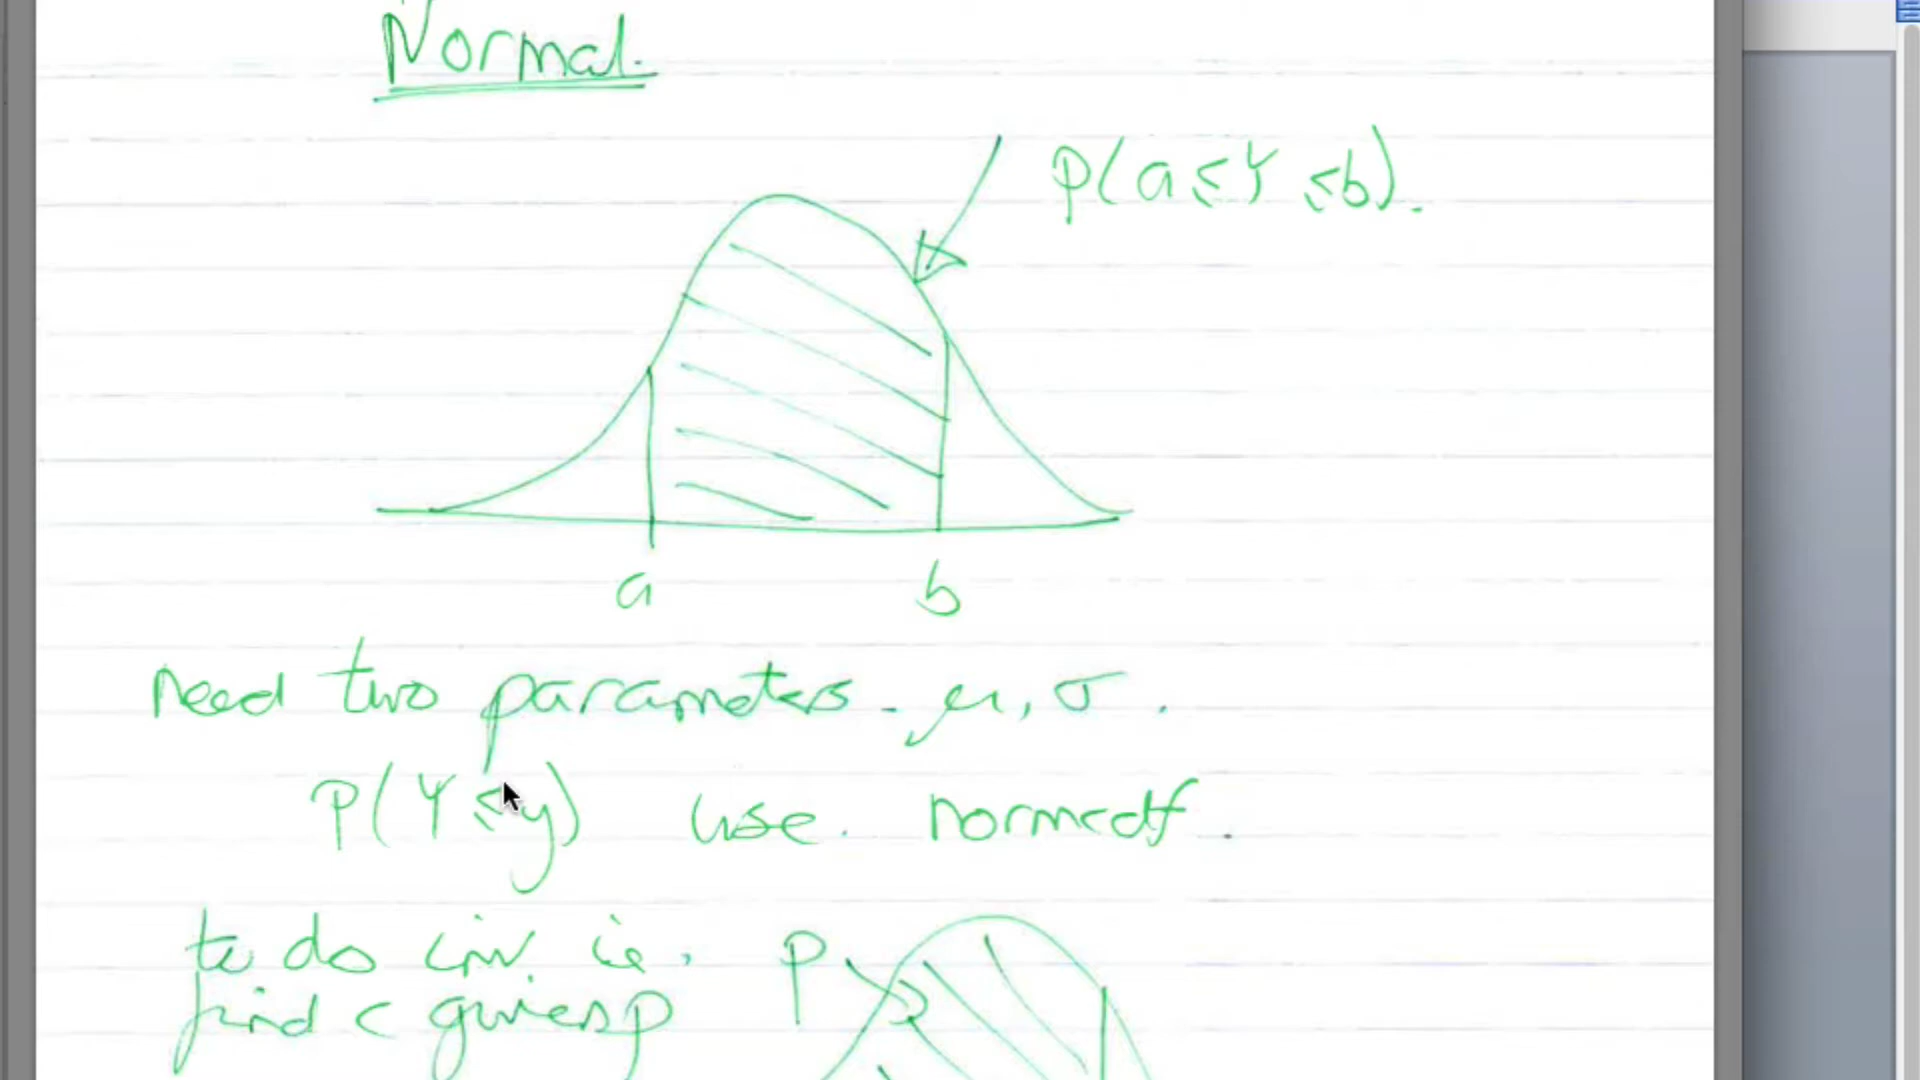 Normal.
P(a ≤ Y ≤ b).
a b
need two parameters - μ, σ.
P(Y ≤ y) use. normcdf.
to do inv. ie. P
find c given p